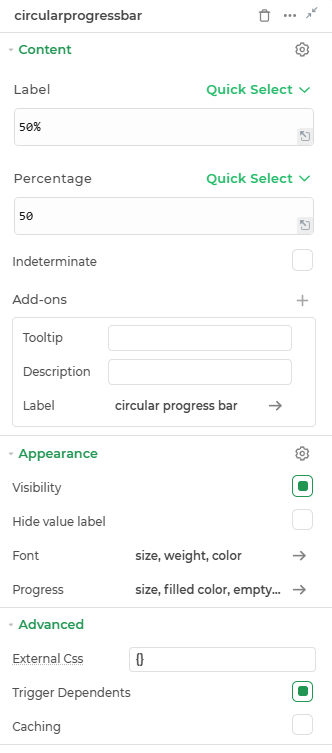 circularprogressbar
Content
Label Quick Select
50%
Percentage Quick Select
50
Indeterminate
Add-ons
Tooltip
Description
Label circular progress bar
Appearance
Visibility
Hide value label
Font size, weight, color
Progress size, filled color, empty...
Advanced
External Css {}
Trigger Dependents
Caching